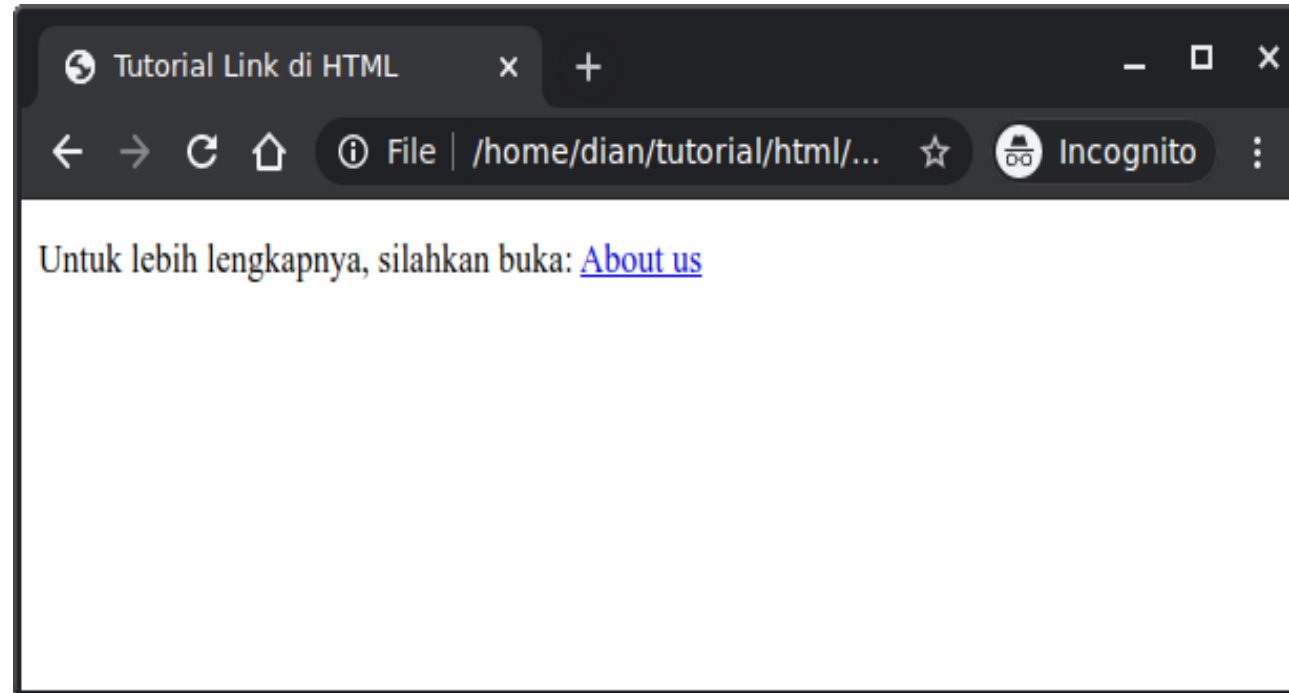 Tutorial Link di HTML
File /home/dian/tutorial/html/... Incognito
Untuk lebih lengkapnya, silahkan buka: About us